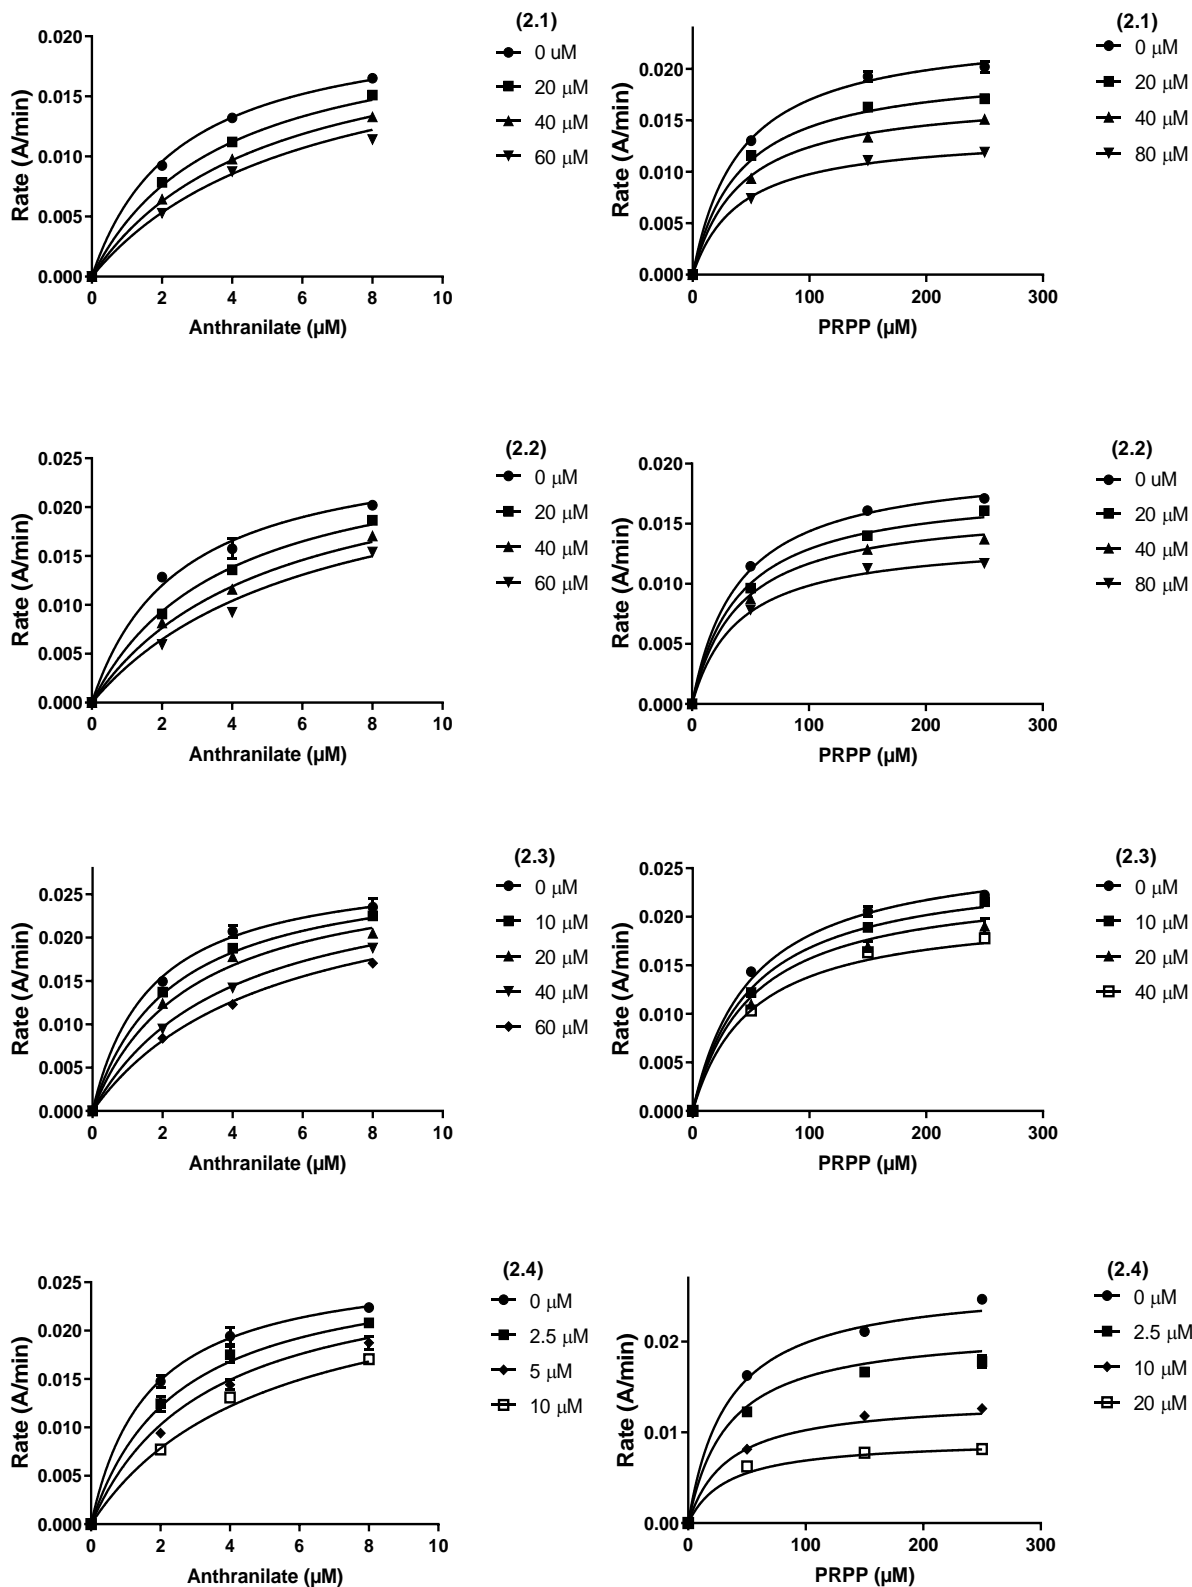 (2.1)
0.020
0.015
0.010
0.005
0.000
Rate (A/min)
0 2 4 6 8 10
Anthranilate (µM)
0 uM
20 µM
40 µM
60 µM
(2.1)
0.020
0.015
0.010
0.005
0.000
Rate (A/min)
0 100 200 300
PRPP (µM)
0 µM
20 µM
40 µM
80 µM
(2.2)
0.025
0.020
0.015
0.010
0.005
0.000
Rate (A/min)
0 2 4 6 8 10
Anthranilate (µM)
0 µM
20 µM
40 µM
60 µM
(2.2)
0.020
0.015
0.010
0.005
0.000
Rate (A/min)
0 100 200 300
PRPP (µM)
0 uM
20 µM
40 µM
80 µM
(2.3)
0.025
0.020
0.015
0.010
0.005
0.000
Rate (A/min)
0 2 4 6 8 10
Anthranilate (µM)
0 µM
10 µM
20 µM
40 µM
60 µM
(2.3)
0.025
0.020
0.015
0.010
0.005
0.000
Rate (A/min)
0 100 200 300
PRPP (µM)
0 µM
10 µM
20 µM
40 µM
(2.4)
0.025
0.020
0.015
0.010
0.005
0.000
Rate (A/min)
0 2 4 6 8 10
Anthranilate (µM)
0 µM
2.5 µM
5 µM
10 µM
(2.4)
0.02
0.01
0.00
Rate (A/min)
0 100 200 300
PRPP (µM)
0 µM
2.5 µM
10 µM
20 µM